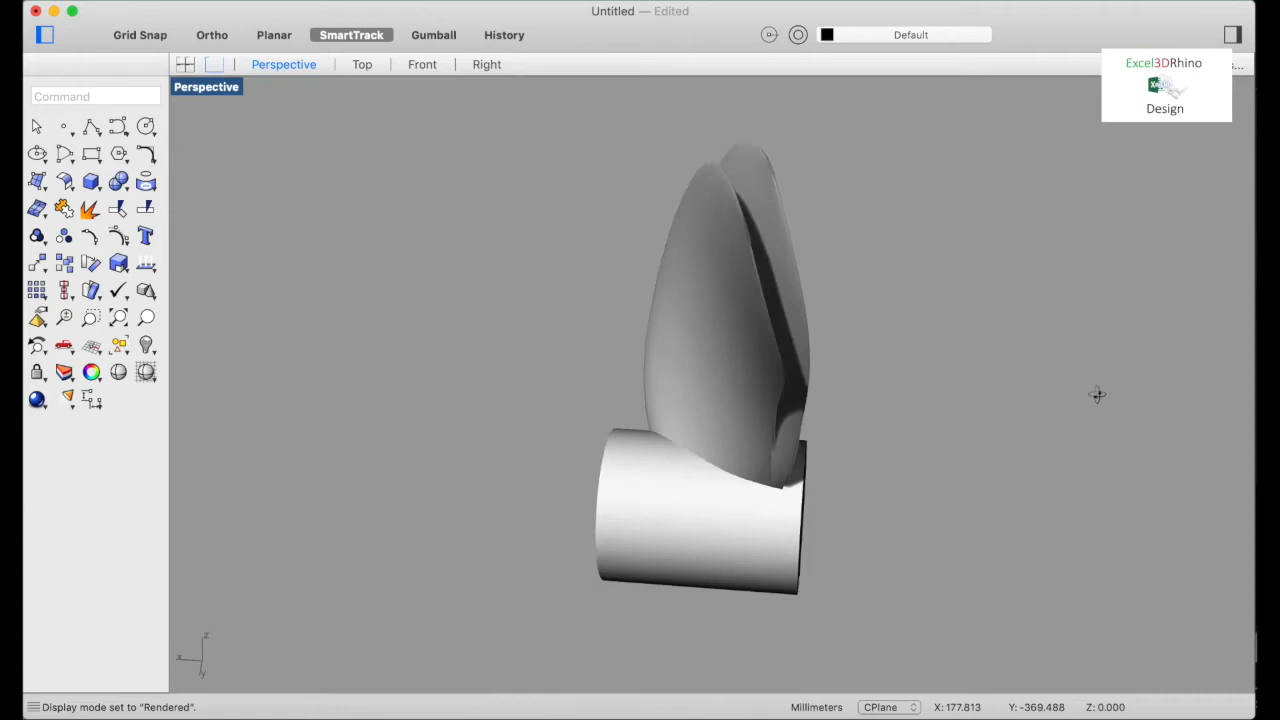 Untitled — Edited
Grid Snap Ortho Planar SmartTrack Gumball History Default
Perspective Top Front Right
Perspective
Command
Excel3DRhino
Design
Display mode set to "Rendered". Millimeters CPlane X: 177.813 Y: -369.488 Z: 0.000
z
x
y